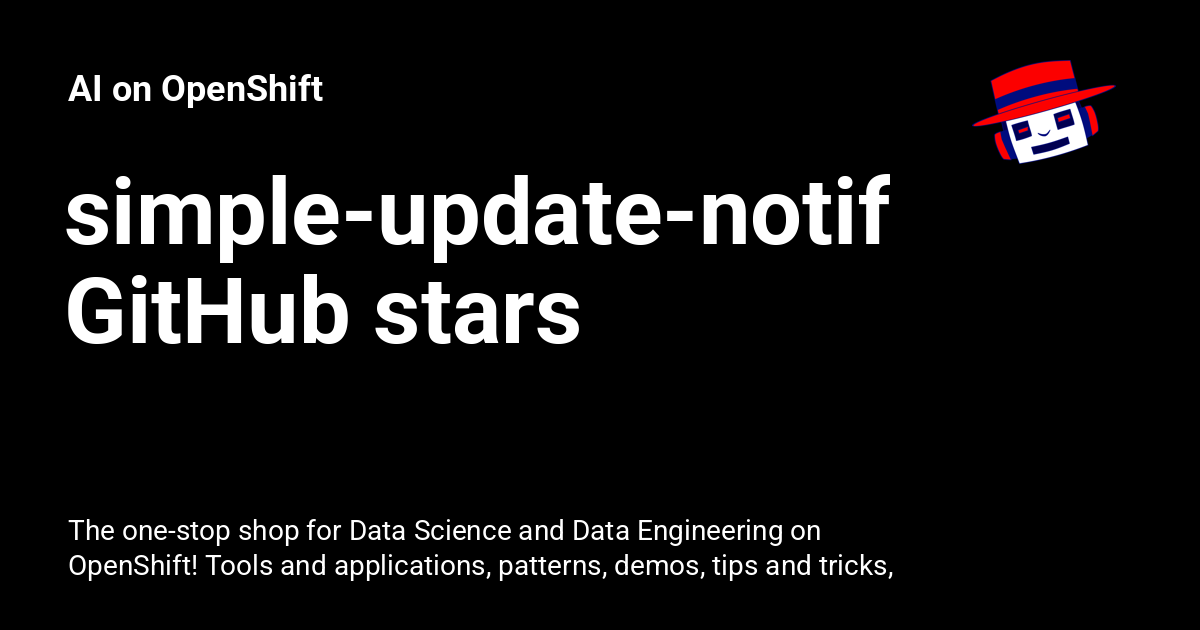 AI on OpenShift
simple-update-notif
GitHub stars
The one-stop shop for Data Science and Data Engineering on
OpenShift! Tools and applications, patterns, demos, tips and tricks,